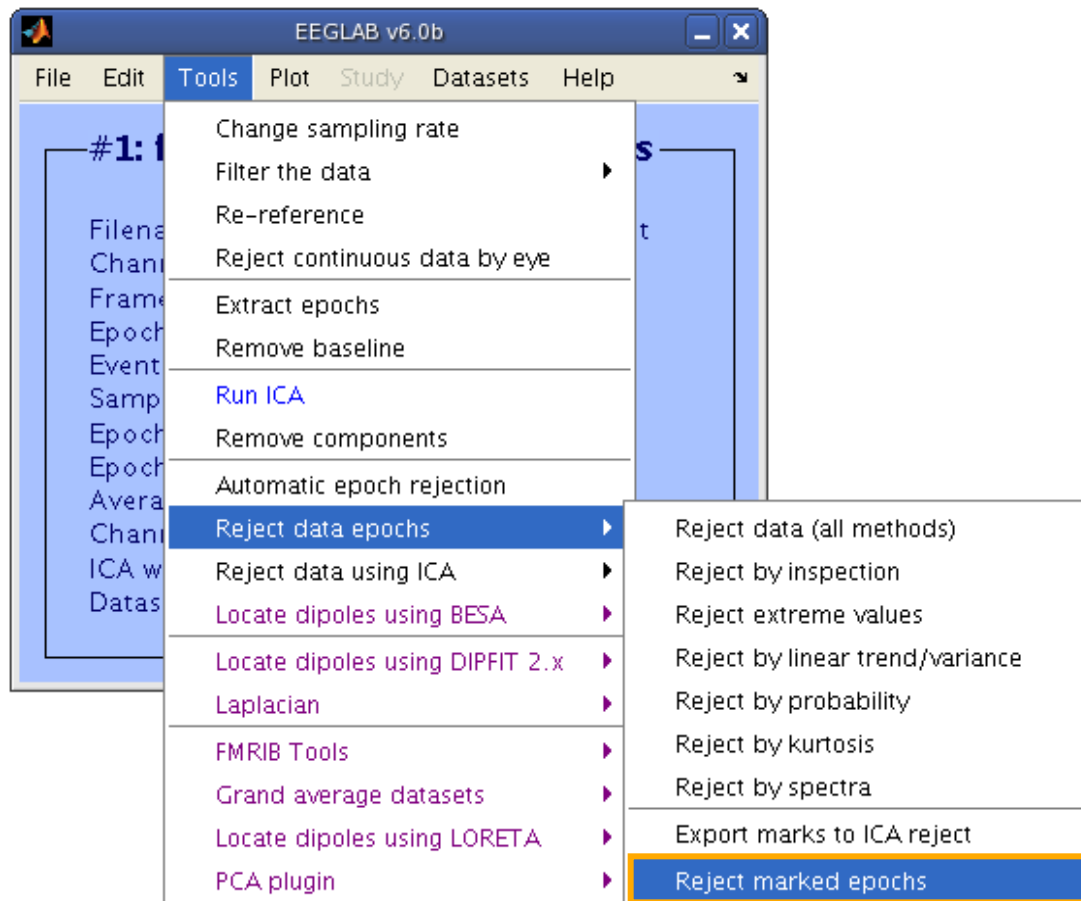 EEGLAB v6.0b
File Edit Tools Plot Study Datasets Help
#1:
Change sampling rate
Filter the data
Re-reference
Reject continuous data by eye
Extract epochs
Remove baseline
Run ICA
Remove components
Automatic epoch rejection
Reject data epochs
Reject data using ICA
Locate dipoles using BESA
Locate dipoles using DIPFIT 2.x
Laplacian
FMRIB Tools
Grand average datasets
Locate dipoles using LORETA
PCA plugin
Filena
Chann
Frame
Epoch
Event
Samp
Epoch
Epoch
Avera
Chann
ICA w
Datas
Reject data (all methods)
Reject by inspection
Reject extreme values
Reject by linear trend/variance
Reject by probability
Reject by kurtosis
Reject by spectra
Export marks to ICA reject
Reject marked epochs